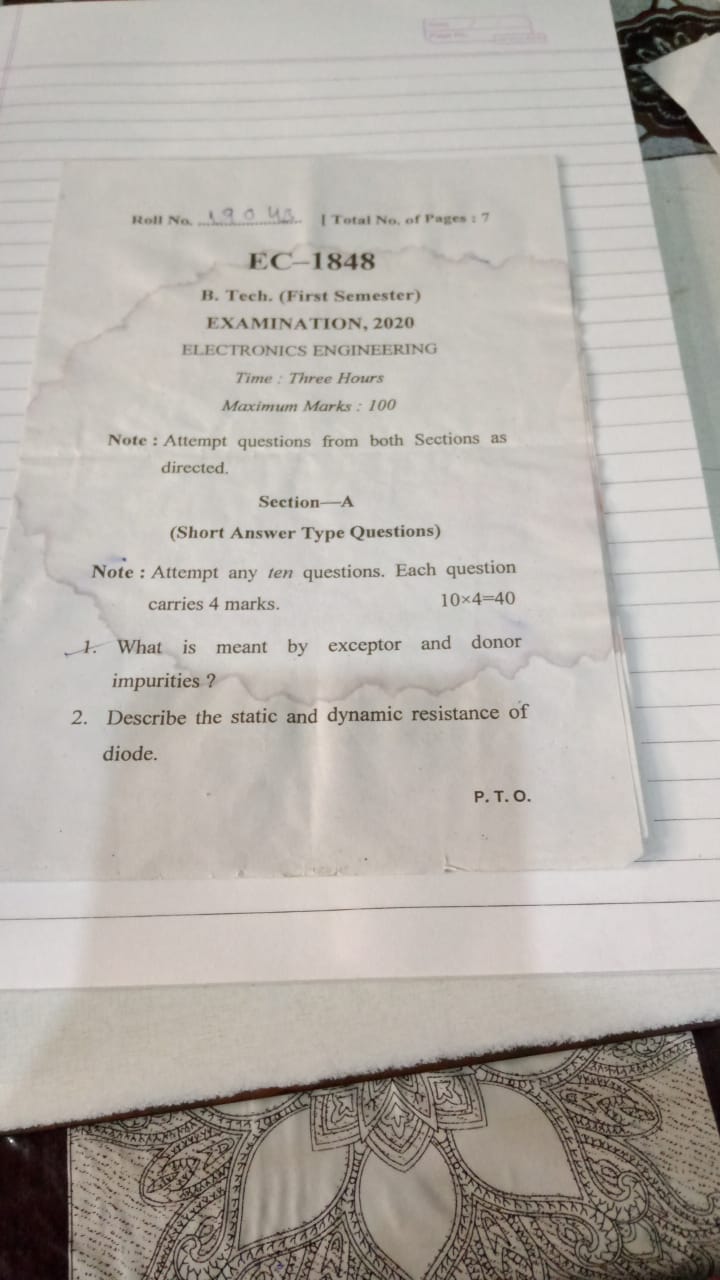 Roll No. 19043 [ Total No. of Pages : 7
EC–1848
B. Tech. (First Semester)
EXAMINATION, 2020
ELECTRONICS ENGINEERING
Time : Three Hours
Maximum Marks : 100
Note : Attempt questions from both Sections as
directed.
Section—A
(Short Answer Type Questions)
Note : Attempt any ten questions. Each question
carries 4 marks. 10×4=40
1. What is meant by exceptor and donor
impurities ?
2. Describe the static and dynamic resistance of
diode.
P. T. O.